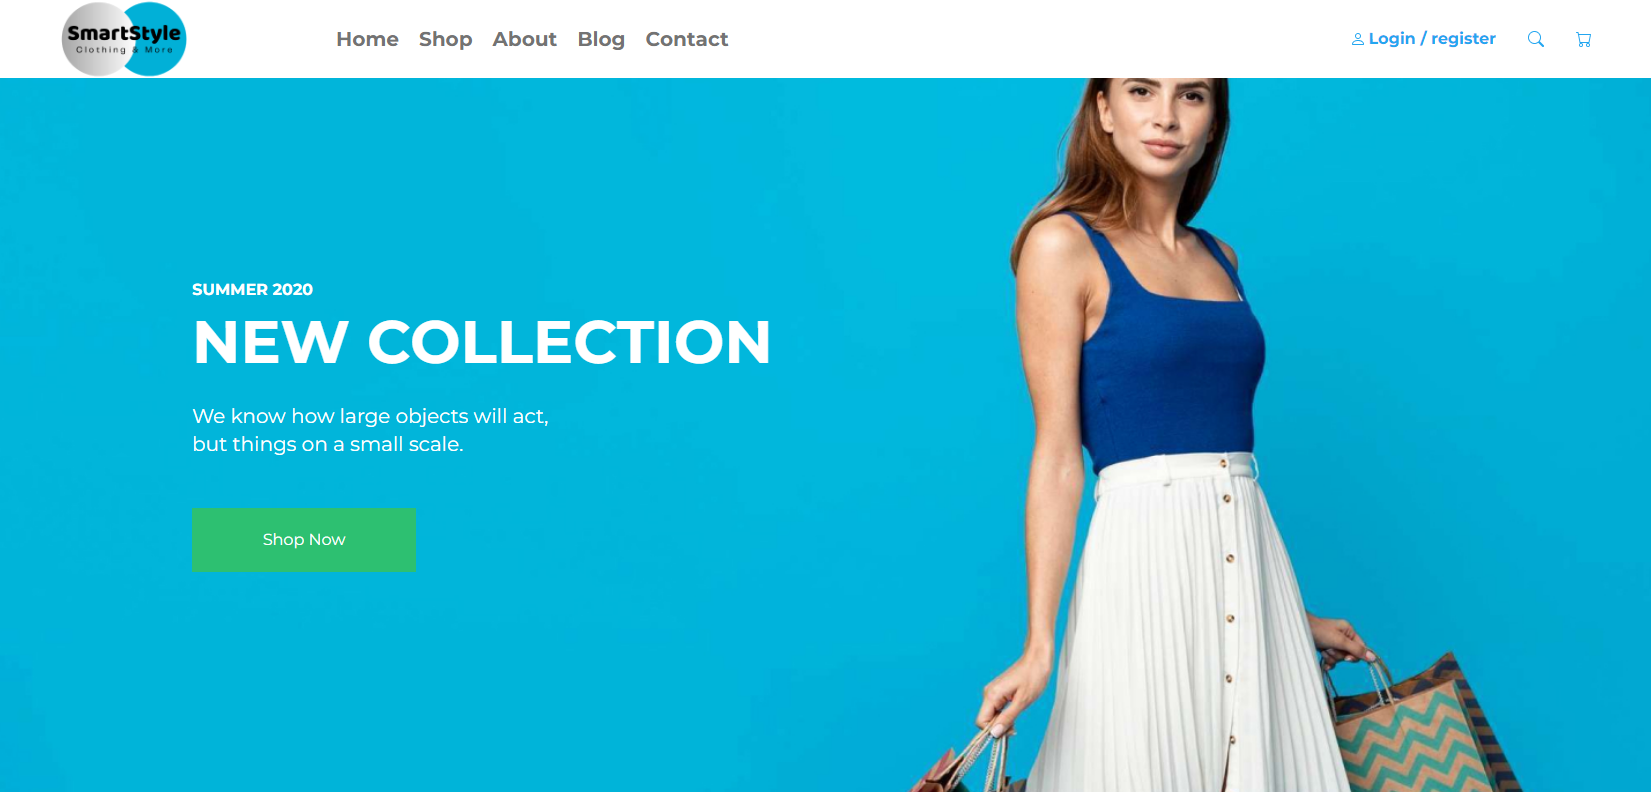 SmartStyle
Clothing & More
Home Shop About Blog Contact
Login / register
SUMMER 2020
NEW COLLECTION
We know how large objects will act,
but things on a small scale.
Shop Now